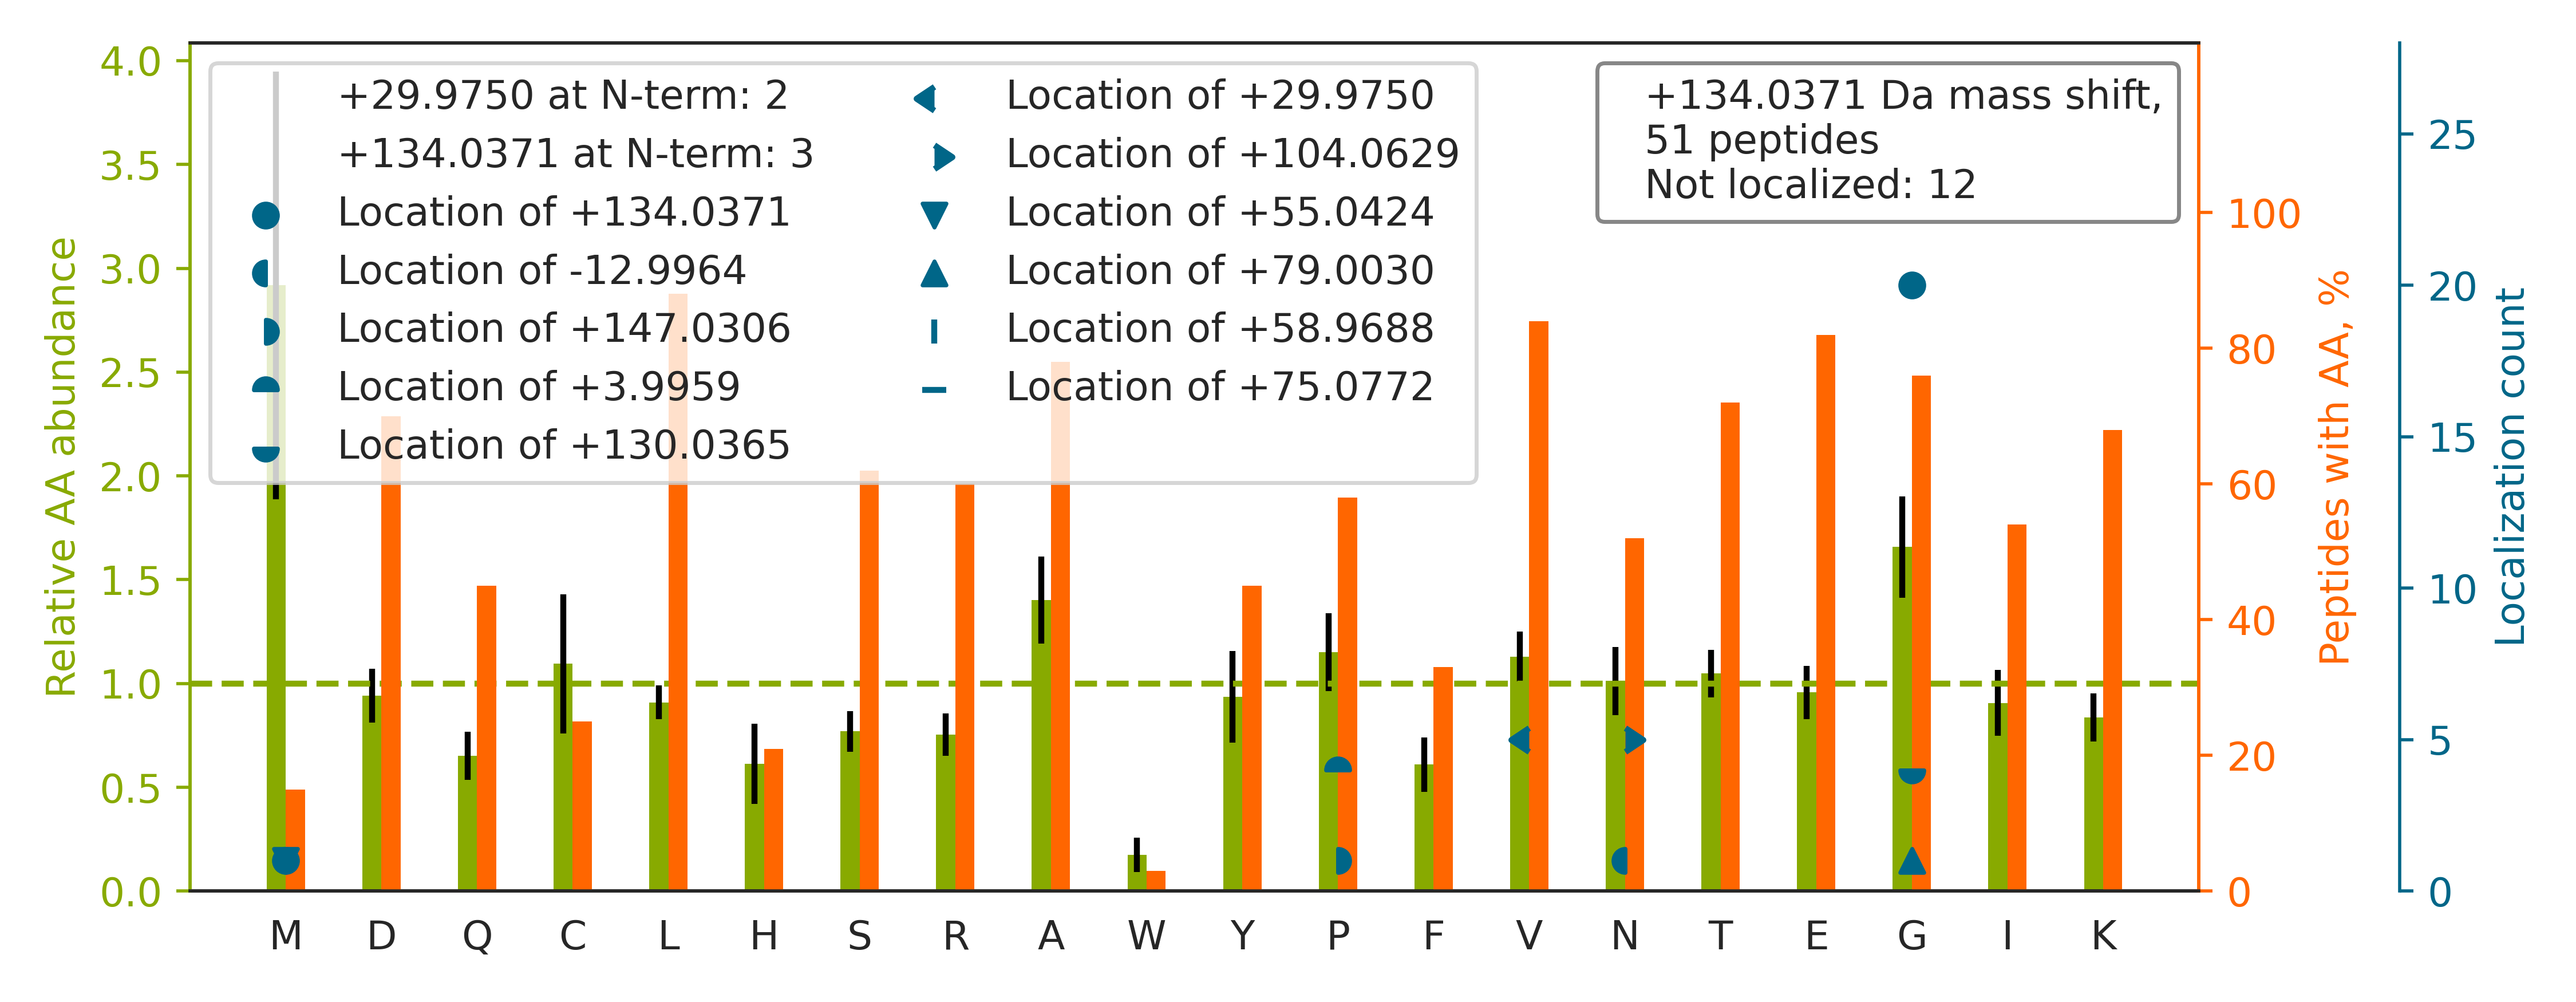 4.0
3.5
3.0
2.5
2.0
1.5
1.0
0.5
0.0
Relative AA abundance
+29.9750 at N-term: 2
+134.0371 at N-term: 3
Location of +134.0371
Location of -12.9964
Location of +147.0306
Location of +3.9959
Location of +130.0365
Location of +29.9750
Location of +104.0629
Location of +55.0424
Location of +79.0030
Location of +58.9688
Location of +75.0772
+134.0371 Da mass shift,
51 peptides
Not localized: 12
100
80
60
40
20
0
Peptides with AA, %
25
20
15
10
5
0
Localization count
M D Q C L H S R A W Y P F V N T E G I K